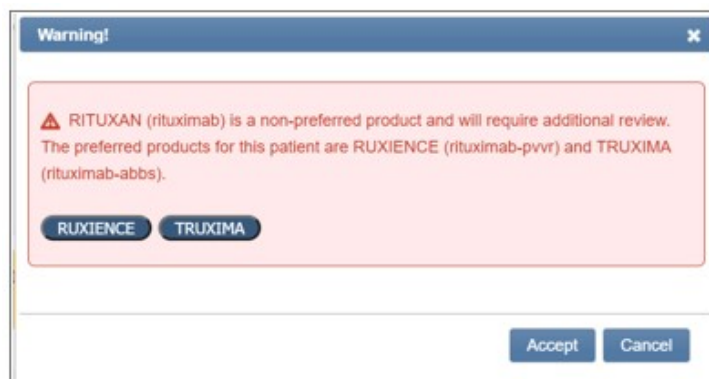 Warning!
RITUXAN (rituximab) is a non-preferred product and will require additional review.
The preferred products for this patient are RUXIENCE (rituximab-pvvr) and TRUXIMA
(rituximab-abbs).
RUXIENCE TRUXIMA
Accept Cancel